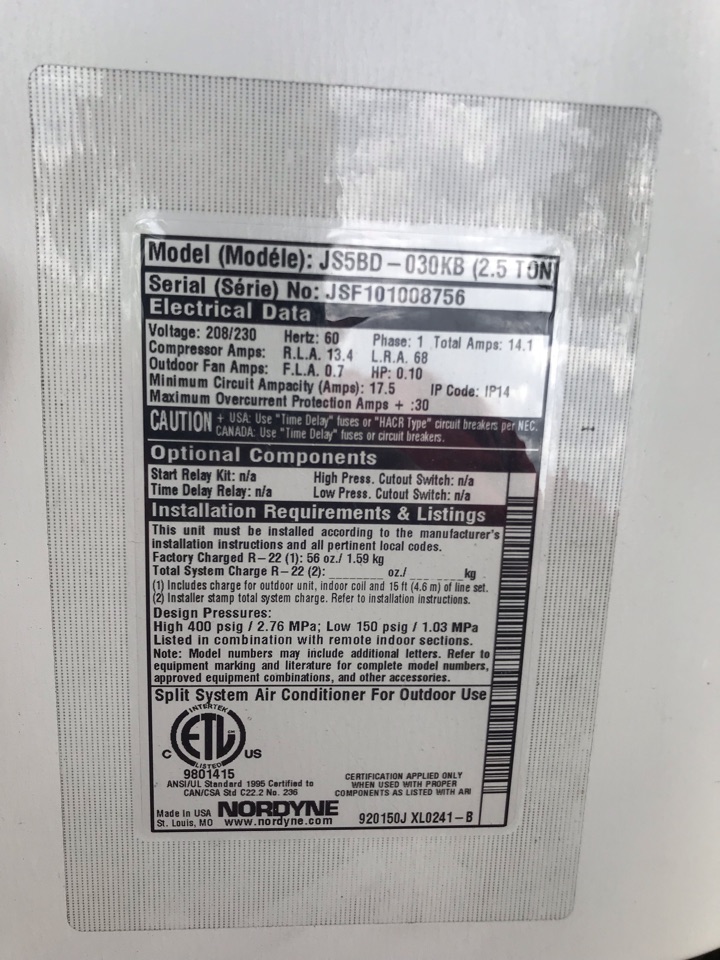 Model (Modéle): JS5BD – 030KB (2.5 TON
Serial (Série) No: JSF101008756
Electrical Data
Voltage: 208/230 Hertz: 60 Phase: 1 Total Amps: 14.1
Compressor Amps: R.L.A. 13.4 L.R.A. 68
Outdoor Fan Amps: F.L.A. 0.7 HP: 0.10
Minimum Circuit Ampacity (Amps): 17.5 IP Code: IP14
Maximum Overcurrent Protection Amps + :30
CAUTION + USA: Use "Time Delay" fuses or "HACR Type" circuit breakers per NEC.
CANADA: Use "Time Delay" fuses or circuit breakers.
Optional Components
Start Relay Kit: n/a High Press. Cutout Switch: n/a
Time Delay Relay: n/a Low Press. Cutout Switch: n/a
Installation Requirements & Listings
This unit must be installed according to the manufacturer's
installation instructions and all pertinent local codes.
Factory Charged R–22 (1): 56 oz./ 1.59 kg
Total System Charge R–22 (2): ________ oz./ ________ kg
(1) Includes charge for outdoor unit, indoor coil and 15 ft (4.6 m) of line set.
(2) Installer stamp total system charge. Refer to installation instructions.
Design Pressures:
High 400 psig / 2.76 MPa; Low 150 psig / 1.03 MPa
Listed in combination with remote indoor sections.
Note: Model numbers may include additional letters. Refer to
equipment marking and literature for complete model numbers,
approved equipment combinations, and other accessories.
Split System Air Conditioner For Outdoor Use
INTERTEK
C ETL US
LISTED
9801415
ANSI/UL Standard 1995 Certified to
CAN/CSA Std C22.2 No. 236
CERTIFICATION APPLIED ONLY
WHEN USED WITH PROPER
COMPONENTS AS LISTED WITH ARI
Made in USA NORDYNE
St. Louis, MO www.nordyne.com 920150J XL0241–B